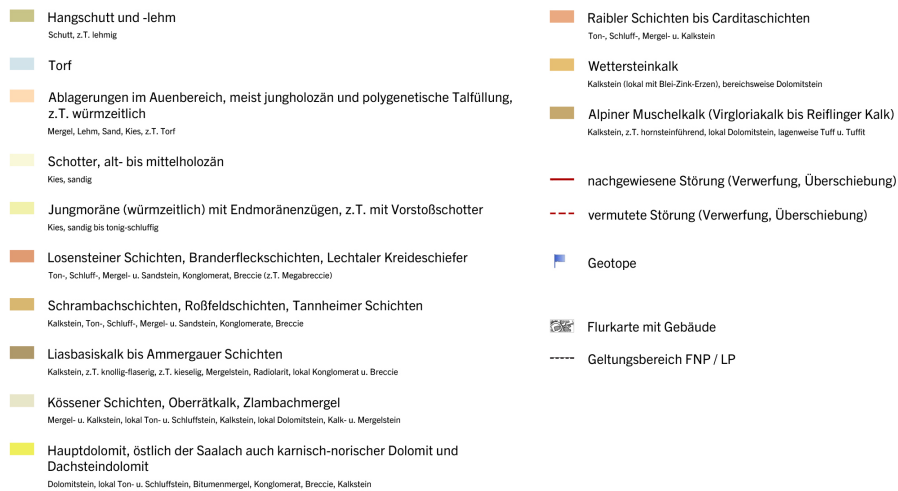 Hangschutt und -lehm
Schutt, z.T. lehmig
Torf
Ablagerungen im Auenbereich, meist jungholozän und polygenetische Talfüllung,
z.T. würmzeitlich
Mergel, Lehm, Sand, Kies, z.T. Torf
Schotter, alt- bis mittelholozän
Kies, sandig
Jungmoräne (würmzeitlich) mit Endmoränenzügen, z.T. mit Vorstoßschotter
Kies, sandig bis tonig-schluffig
Losensteiner Schichten, Branderfleckschichten, Lechtaler Kreideschiefer
Ton-, Schluff-, Mergel- u. Sandstein, Konglomerat, Breccie (z.T. Megabreccie)
Schrambachschichten, Roßfeldschichten, Tannheimer Schichten
Kalkstein, Ton-, Schluff-, Mergel- u. Sandstein, Konglomerate, Breccie
Liasbasiskalk bis Ammergauer Schichten
Kalkstein, z.T. knollig-flaserig, z.T. kieselig, Mergelstein, Radiolarit, lokal Konglomerat u. Breccie
Kössener Schichten, Oberrätkalk, Zlambachmergel
Mergel- u. Kalkstein, lokal Ton- u. Schluffstein, Kalkstein, lokal Dolomitstein, Kalk- u. Mergelstein
Hauptdolomit, östlich der Saalach auch karnisch-norischer Dolomit und
Dachsteindolomit
Dolomitstein, lokal Ton- u. Schluffstein, Bitumenmergel, Konglomerat, Breccie, Kalkstein
Raibler Schichten bis Carditaschichten
Ton-, Schluff-, Mergel- u. Kalkstein
Wettersteinkalk
Kalkstein (lokal mit Blei-Zink-Erzen), bereichsweise Dolomitstein
Alpiner Muschelkalk (Virgloriakalk bis Reiflinger Kalk)
Kalkstein, z.T. hornsteinführend, lokal Dolomitstein, lagenweise Tuff u. Tuffit
nachgewiesene Störung (Verwerfung, Überschiebung)
vermutete Störung (Verwerfung, Überschiebung)
Geotope
Flurkarte mit Gebäude
Geltungsbereich FNP / LP